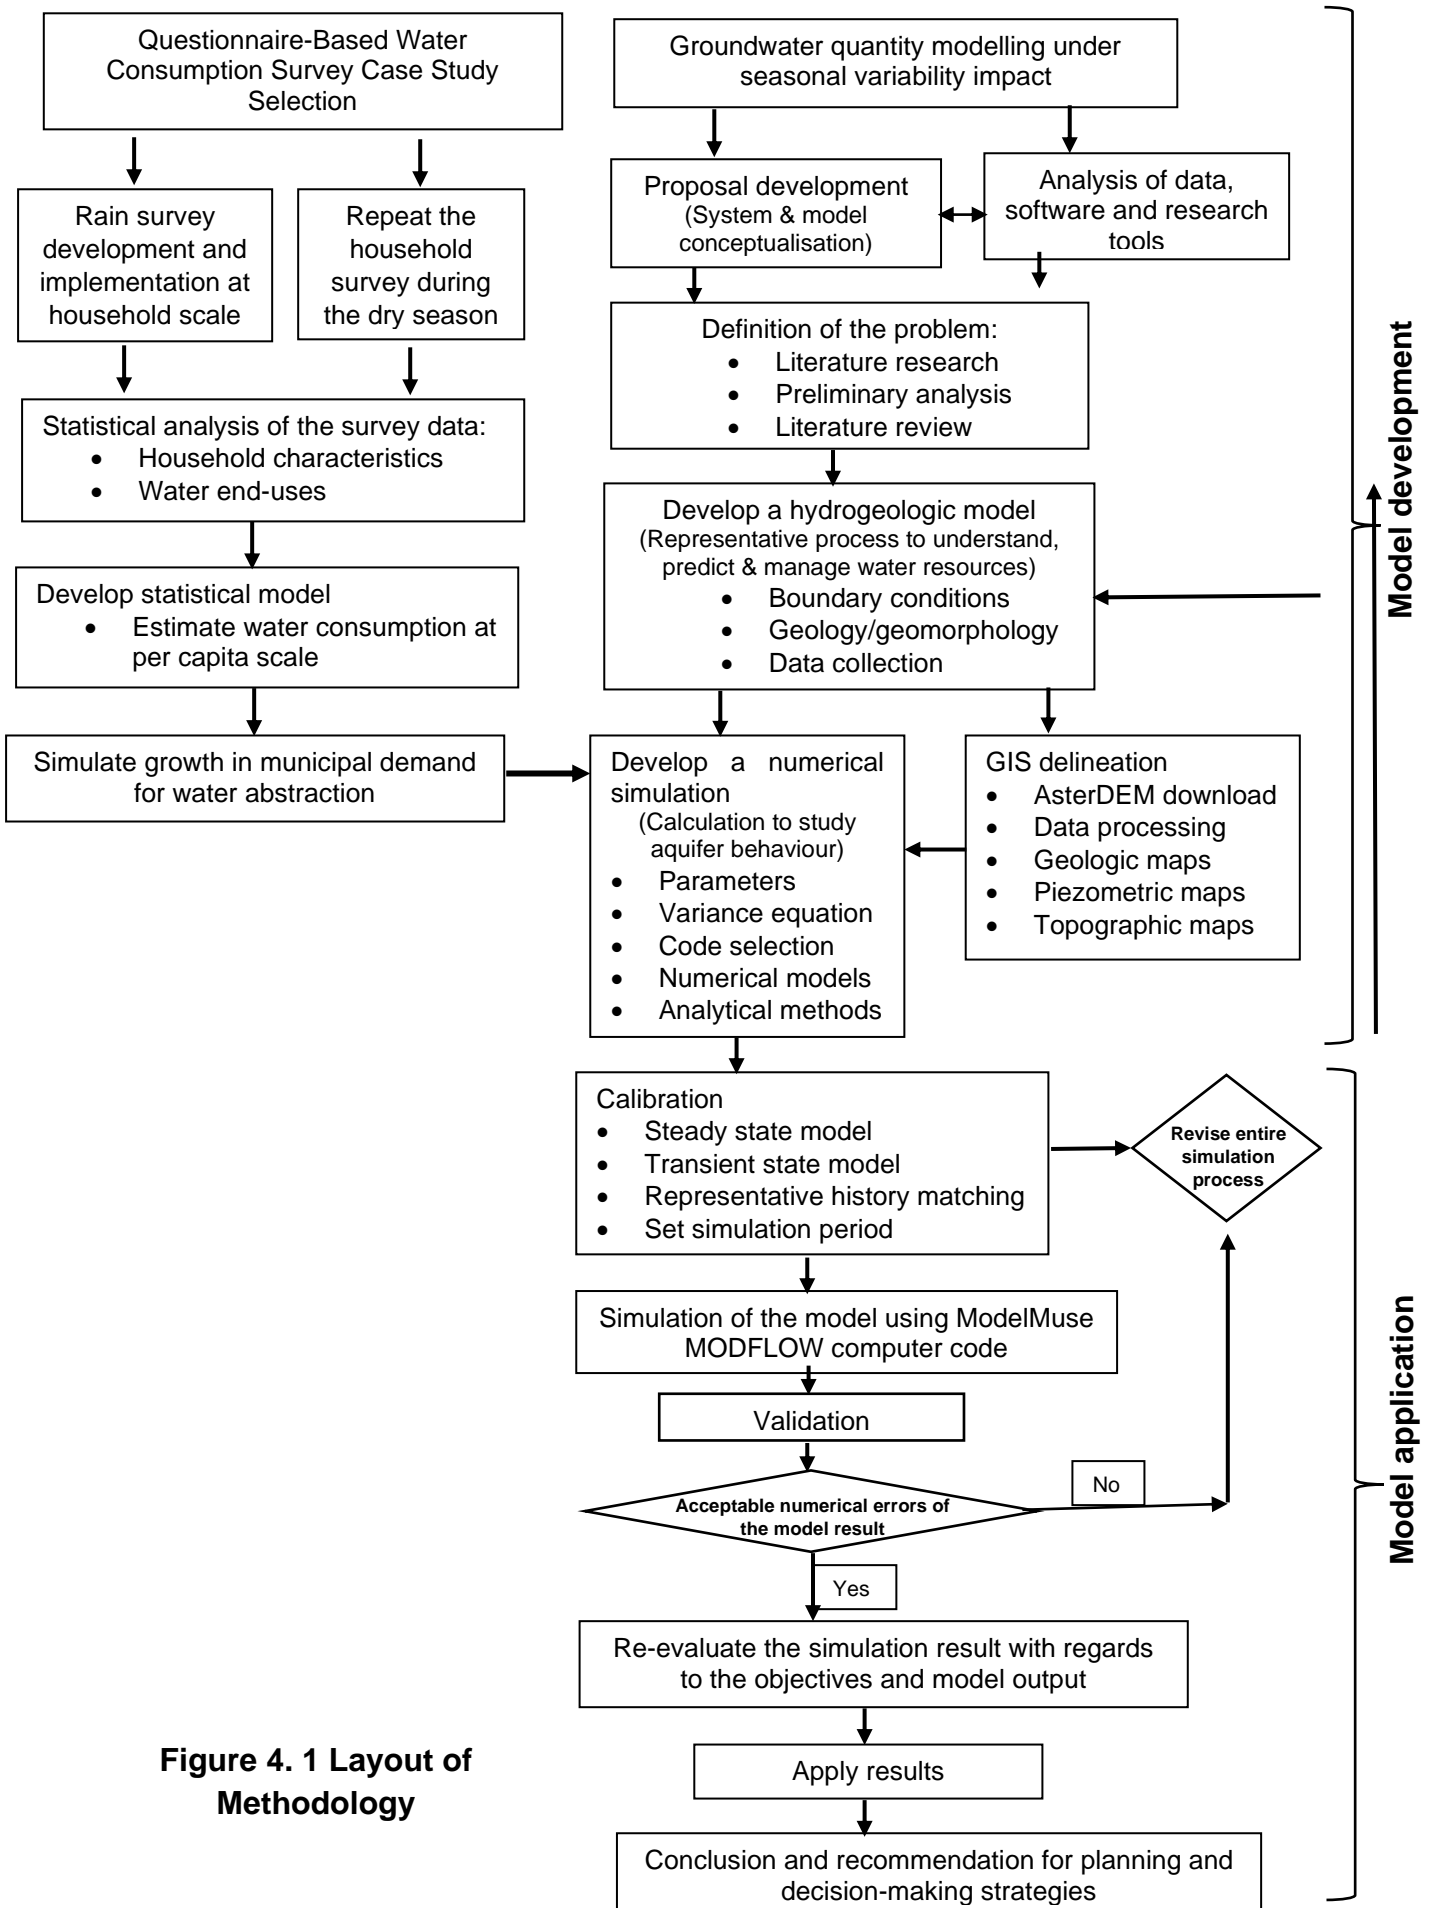 Questionnaire-Based Water
Consumption Survey Case Study
Selection
Rain survey
development and
implementation at
household scale
Repeat the
household
survey during
the dry season
Statistical analysis of the survey data:
• Household characteristics
• Water end-uses
Develop statistical model
• Estimate water consumption at
per capita scale
Simulate growth in municipal demand
for water abstraction
Groundwater quantity modelling under
seasonal variability impact
Proposal development
(System & model
conceptualisation)
Analysis of data,
software and research
tools
Definition of the problem:
• Literature research
• Preliminary analysis
• Literature review
Develop a hydrogeologic model
(Representative process to understand,
predict & manage water resources)
• Boundary conditions
• Geology/geomorphology
• Data collection
Develop a numerical
simulation
(Calculation to study
aquifer behaviour)
• Parameters
• Variance equation
• Code selection
• Numerical models
• Analytical methods
GIS delineation
• AsterDEM download
• Data processing
• Geologic maps
• Piezometric maps
• Topographic maps
Model development
Calibration
• Steady state model
• Transient state model
• Representative history matching
• Set simulation period
Revise entire
simulation
process
Simulation of the model using ModelMuse
MODFLOW computer code
Validation
Acceptable numerical errors of
the model result
No
Yes
Re-evaluate the simulation result with regards
to the objectives and model output
Apply results
Conclusion and recommendation for planning and
decision-making strategies
Model application
Figure 4. 1 Layout of
Methodology